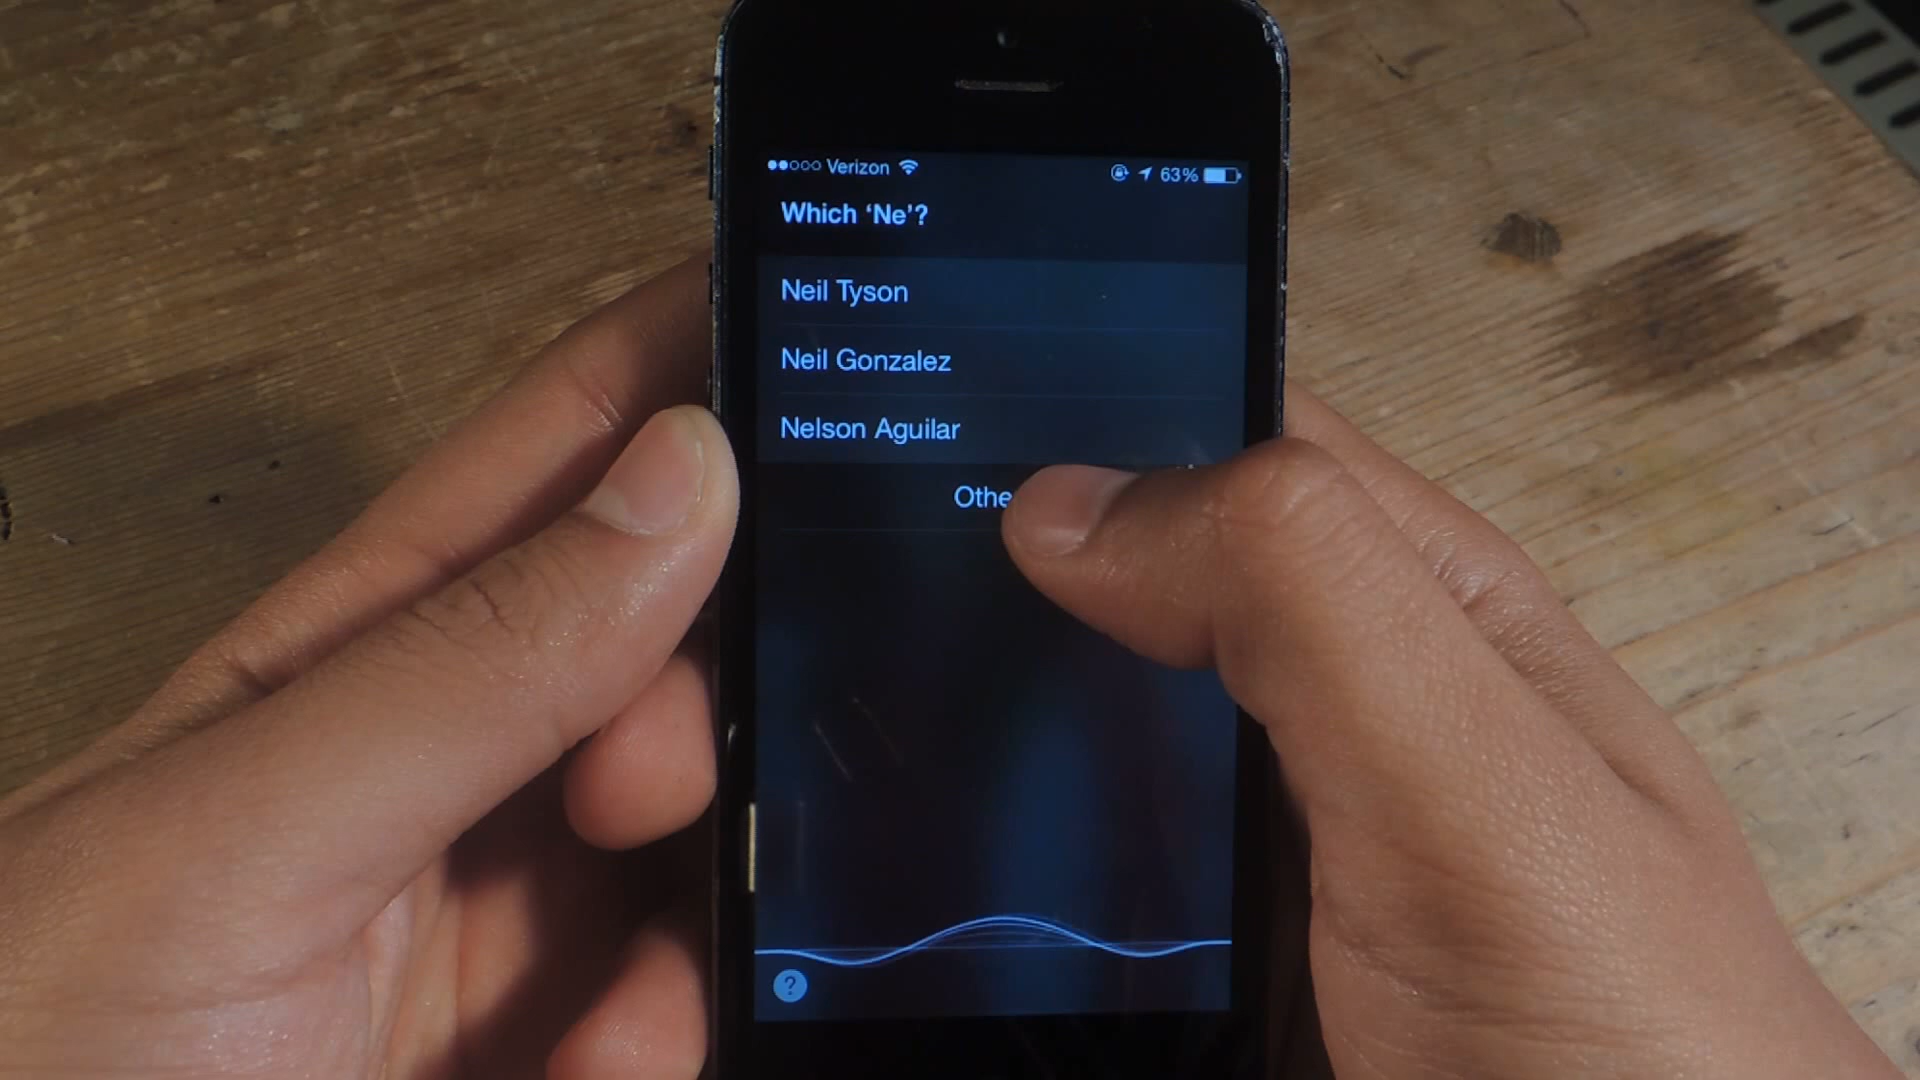 Verizon 63%
Which ‘Ne’?
Neil Tyson
Neil Gonzalez
Nelson Aguilar
Othe
?